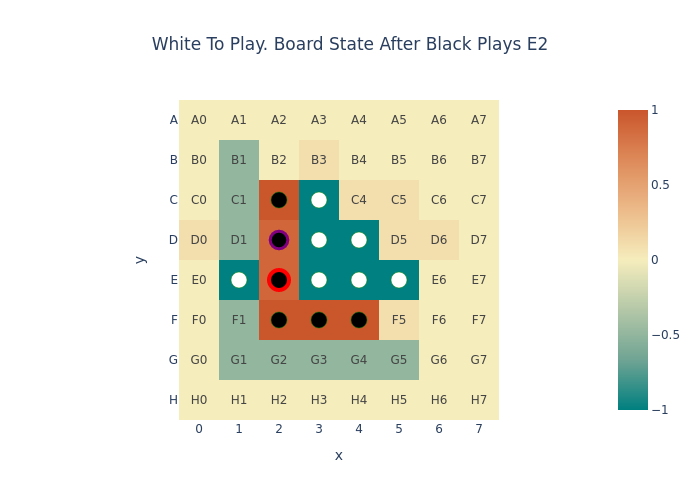 White To Play. Board State After Black Plays E2
A A0 A1 A2 A3 A4 A5 A6 A7
B B0 B1 B2 B3 B4 B5 B6 B7
C C0 C1 C4 C5 C6 C7
D D0 D1 D5 D6 D7
E E0 E6 E7
F F0 F1 F5 F6 F7
G G0 G1 G2 G3 G4 G5 G6 G7
H H0 H1 H2 H3 H4 H5 H6 H7
0 1 2 3 4 5 6 7
x
y
1
0.5
0
−0.5
−1